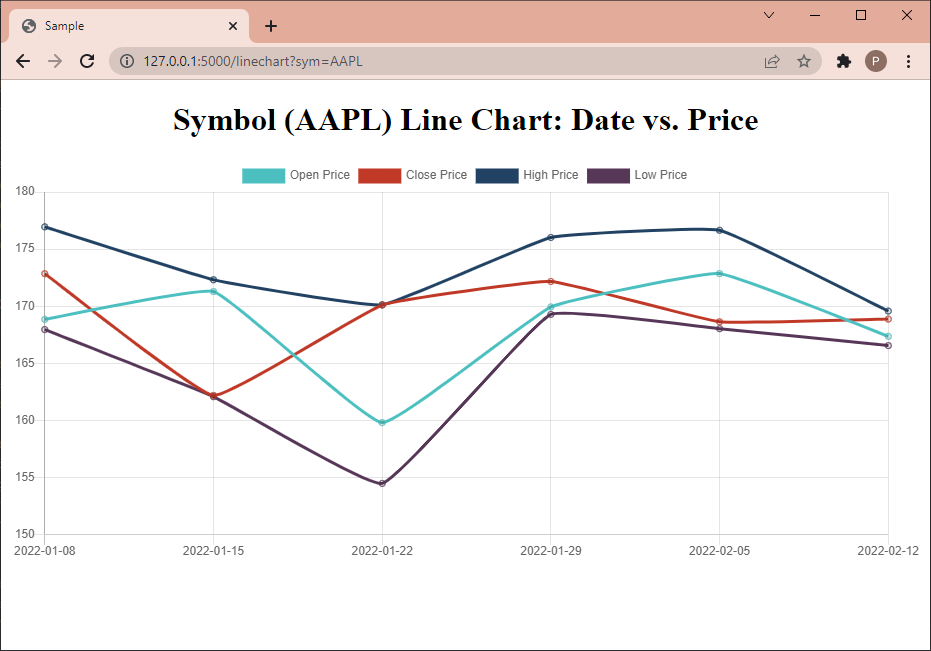 Sample
127.0.0.1:5000/linechart?sym=AAPL
P
Symbol (AAPL) Line Chart: Date vs. Price
Open Price Close Price High Price Low Price
180
175
170
165
160
155
150
2022-01-08 2022-01-15 2022-01-22 2022-01-29 2022-02-05 2022-02-12